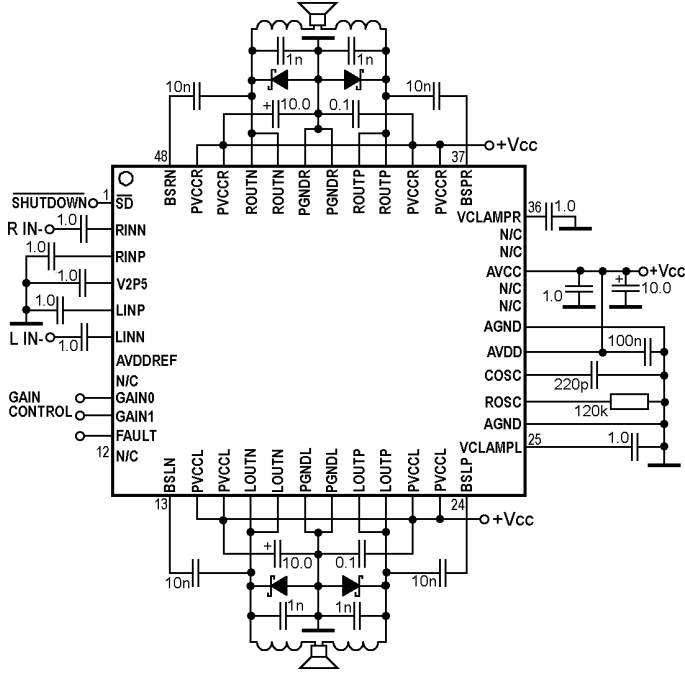 1n
1n
10n
10n
+
10.0
0.1
+Vcc
48
37
BSRN
PVCCR
PVCCR
ROUTN
ROUTN
PGNDR
PGNDR
ROUTP
ROUTP
PVCCR
PVCCR
BSPR
SHUTDOWN
1
SD
R IN-
1.0
RINN
1.0
RINP
1.0
V2P5
1.0
LINP
L IN-
1.0
LINN
AVDDREF
N/C
GAIN
CONTROL
GAIN0
GAIN1
FAULT
12
N/C
VCLAMPR
36
1.0
N/C
N/C
AVCC
+Vcc
N/C
N/C
1.0
+
10.0
AGND
AVDD
100n
COSC
220p
ROSC
120k
AGND
VCLAMPL
25
1.0
BSLN
PVCCL
PVCCL
LOUTN
LOUTN
PGNDL
PGNDL
LOUTP
LOUTP
PVCCL
PVCCL
BSLP
13
24
+Vcc
+
10.0
0.1
10n
10n
1n
1n